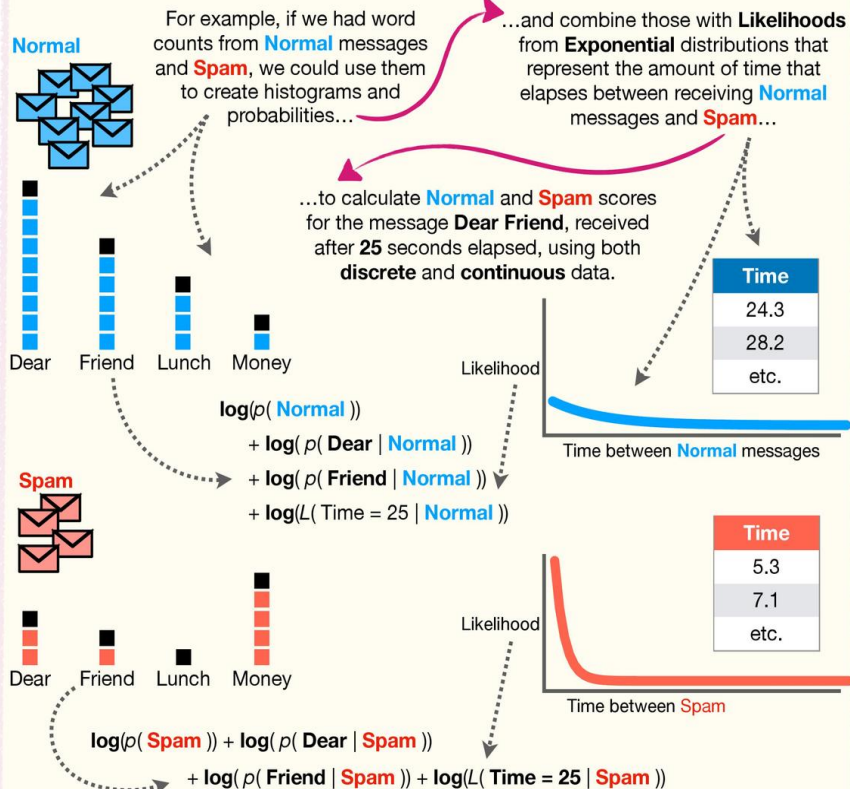 Normal
For example, if we had word
counts from Normal messages
and Spam, we could use them
to create histograms and
probabilities…
…and combine those with Likelihoods
from Exponential distributions that
represent the amount of time that
elapses between receiving Normal
messages and Spam…
…to calculate Normal and Spam scores
for the message Dear Friend, received
after 25 seconds elapsed, using both
discrete and continuous data.
Dear Friend Lunch Money
Time
24.3
28.2
etc.
Likelihood
Time between Normal messages
log(p( Normal ))
+ log( p( Dear | Normal ))
+ log( p( Friend | Normal ))
+ log(L( Time = 25 | Normal ))
Spam
Dear Friend Lunch Money
Time
5.3
7.1
etc.
Likelihood
Time between Spam
log(p( Spam )) + log( p( Dear | Spam ))
+ log( p( Friend | Spam )) + log(L( Time = 25 | Spam ))